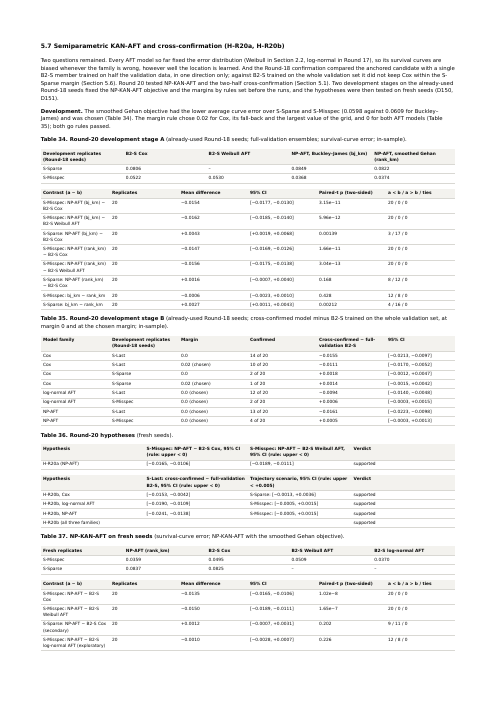 5.7 Semiparametric KAN-AFT and cross-confirmation (H-R20a, H-R20b)
Two questions remained. Every AFT model so far fixed the error distribution (Weibull in Section 2.2, log-normal in Round 17), so its survival curves are
biased whenever the family is wrong, however well the location is learned. And the Round-18 confirmation compared the anchored candidate with a single
B2-S member trained on half the validation data, in one direction only; against B2-S trained on the whole validation set it did not keep Cox within the S-
Sparse margin (Section 5.6). Round 20 tested NP-KAN-AFT and the two-half cross-confirmation (Section 5.1). Two development stages on the already-
used Round-18 seeds fixed the objective and the margins by rules set before the runs, and the hypotheses were then tested on fresh seeds (D150,
D151).
Development. The smoothed Gehan objective had the lower average curve error over S-Sparse and S-Misspec (0.0598 against 0.0609 for Buckley–
James) and was chosen (Table 34). The margin rule chose 0.02 for Cox, its fall-back and the largest value of the grid, and 0 for both AFT models (Table
35); both go rules passed.
Table 34. Round-20 development stage A (already-used Round-18 seeds; full-validation ensembles; survival-curve error; in-sample).
Development replicates (Round-18 seeds) B2-S Cox B2-S Weibull AFT NP-AFT, Buckley-James (bj_km) NP-AFT, smoothed Gehan (rank_km)
S-Sparse 0.0806 – 0.0849 0.0822
S-Misspec 0.0522 0.0530 0.0368 0.0374
Contrast (a − b) Replicates Mean difference 95% CI Paired-t p (two-sided) a < b / a > b / ties
S-Misspec: NP-AFT (bj_km) − B2-S Cox 20 −0.0154 [−0.0177, −0.0130] 3.15e−11 20 / 0 / 0
S-Misspec: NP-AFT (bj_km) − B2-S Weibull AFT 20 −0.0162 [−0.0185, −0.0140] 5.96e−12 20 / 0 / 0
S-Sparse: NP-AFT (bj_km) − B2-S Cox 20 +0.0043 [+0.0019, +0.0068] 0.00139 3 / 17 / 0
S-Misspec: NP-AFT (rank_km) − B2-S Cox 20 −0.0147 [−0.0169, −0.0126] 1.66e−11 20 / 0 / 0
S-Misspec: NP-AFT (rank_km) − B2-S Weibull AFT 20 −0.0156 [−0.0175, −0.0138] 3.04e−13 20 / 0 / 0
S-Sparse: NP-AFT (rank_km) − B2-S Cox 20 +0.0016 [−0.0007, +0.0040] 0.168 8 / 12 / 0
S-Misspec: bj_km − rank_km 20 −0.0006 [−0.0023, +0.0010] 0.428 12 / 8 / 0
S-Sparse: bj_km − rank_km 20 +0.0027 [+0.0011, +0.0043] 0.00212 4 / 16 / 0
Table 35. Round-20 development stage B (already-used Round-18 seeds; cross-confirmed model minus B2-S trained on the whole validation set, at
margin 0 and at the chosen margin; in-sample).
Model family Development replicates (Round-18 seeds) Margin Confirmed Cross-confirmed − full-validation B2-S 95% CI
Cox S-Last 0.0 14 of 20 −0.0155 [−0.0213, −0.0097]
Cox S-Last 0.02 (chosen) 10 of 20 −0.0111 [−0.0170, −0.0052]
Cox S-Sparse 0.0 2 of 20 +0.0018 [−0.0012, +0.0047]
Cox S-Sparse 0.02 (chosen) 1 of 20 +0.0014 [−0.0015, +0.0042]
log-normal AFT S-Last 0.0 (chosen) 12 of 20 −0.0094 [−0.0140, −0.0048]
log-normal AFT S-Misspec 0.0 (chosen) 2 of 20 +0.0006 [−0.0003, +0.0015]
NP-AFT S-Last 0.0 (chosen) 13 of 20 −0.0161 [−0.0223, −0.0098]
NP-AFT S-Misspec 0.0 (chosen) 4 of 20 +0.0005 [−0.0003, +0.0013]
Table 36. Round-20 hypotheses (fresh seeds).
Hypothesis S-Misspec: NP-AFT − B2-S Cox, 95% CI (rule: upper < 0) S-Misspec: NP-AFT − B2-S Weibull AFT, 95% CI (rule: upper < 0) Verdict
H-R20a (NP-AFT) [−0.0165, −0.0106] [−0.0189, −0.0111] supported
Hypothesis S-Last: cross-confirmed − full-validation B2-S, 95% CI (rule: upper < 0) Trajectory scenario, 95% CI (rule: upper < +0.005) Verdict
H-R20b, Cox [−0.0153, −0.0042] S-Sparse: [−0.0013, +0.0036] supported
H-R20b, log-normal AFT [−0.0190, −0.0109] S-Misspec: [−0.0005, +0.0015] supported
H-R20b, NP-AFT [−0.0241, −0.0138] S-Misspec: [−0.0005, +0.0015] supported
H-R20b (all three families) supported
Table 37. NP-KAN-AFT on fresh seeds (survival-curve error; NP-KAN-AFT with the smoothed Gehan objective).
Fresh replicates NP-AFT (rank_km) B2-S Cox B2-S Weibull AFT B2-S log-normal AFT
S-Misspec 0.0359 0.0495 0.0509 0.0370
S-Sparse 0.0837 0.0825 – –
Contrast (a − b) Replicates Mean difference 95% CI Paired-t p (two-sided) a < b / a > b / ties
S-Misspec: NP-AFT − B2-S Cox 20 −0.0135 [−0.0165, −0.0106] 1.02e−8 20 / 0 / 0
S-Misspec: NP-AFT − B2-S Weibull AFT 20 −0.0150 [−0.0189, −0.0111] 1.65e−7 20 / 0 / 0
S-Sparse: NP-AFT − B2-S Cox (secondary) 20 +0.0012 [−0.0007, +0.0031] 0.202 9 / 11 / 0
S-Misspec: NP-AFT − B2-S log-normal AFT (exploratory) 20 −0.0010 [−0.0028, +0.0007] 0.226 12 / 8 / 0